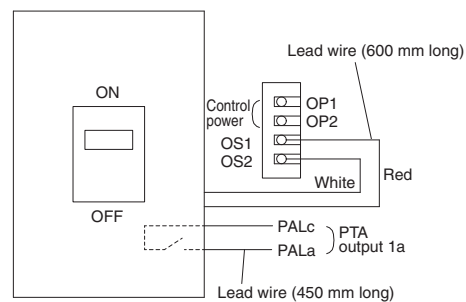 Lead wire (600 mm long)
ON
Control
power
OP1
OP2
OS1
OS2
White
Red
OFF
PALc
PALa
PTA
output 1a
Lead wire (450 mm long)